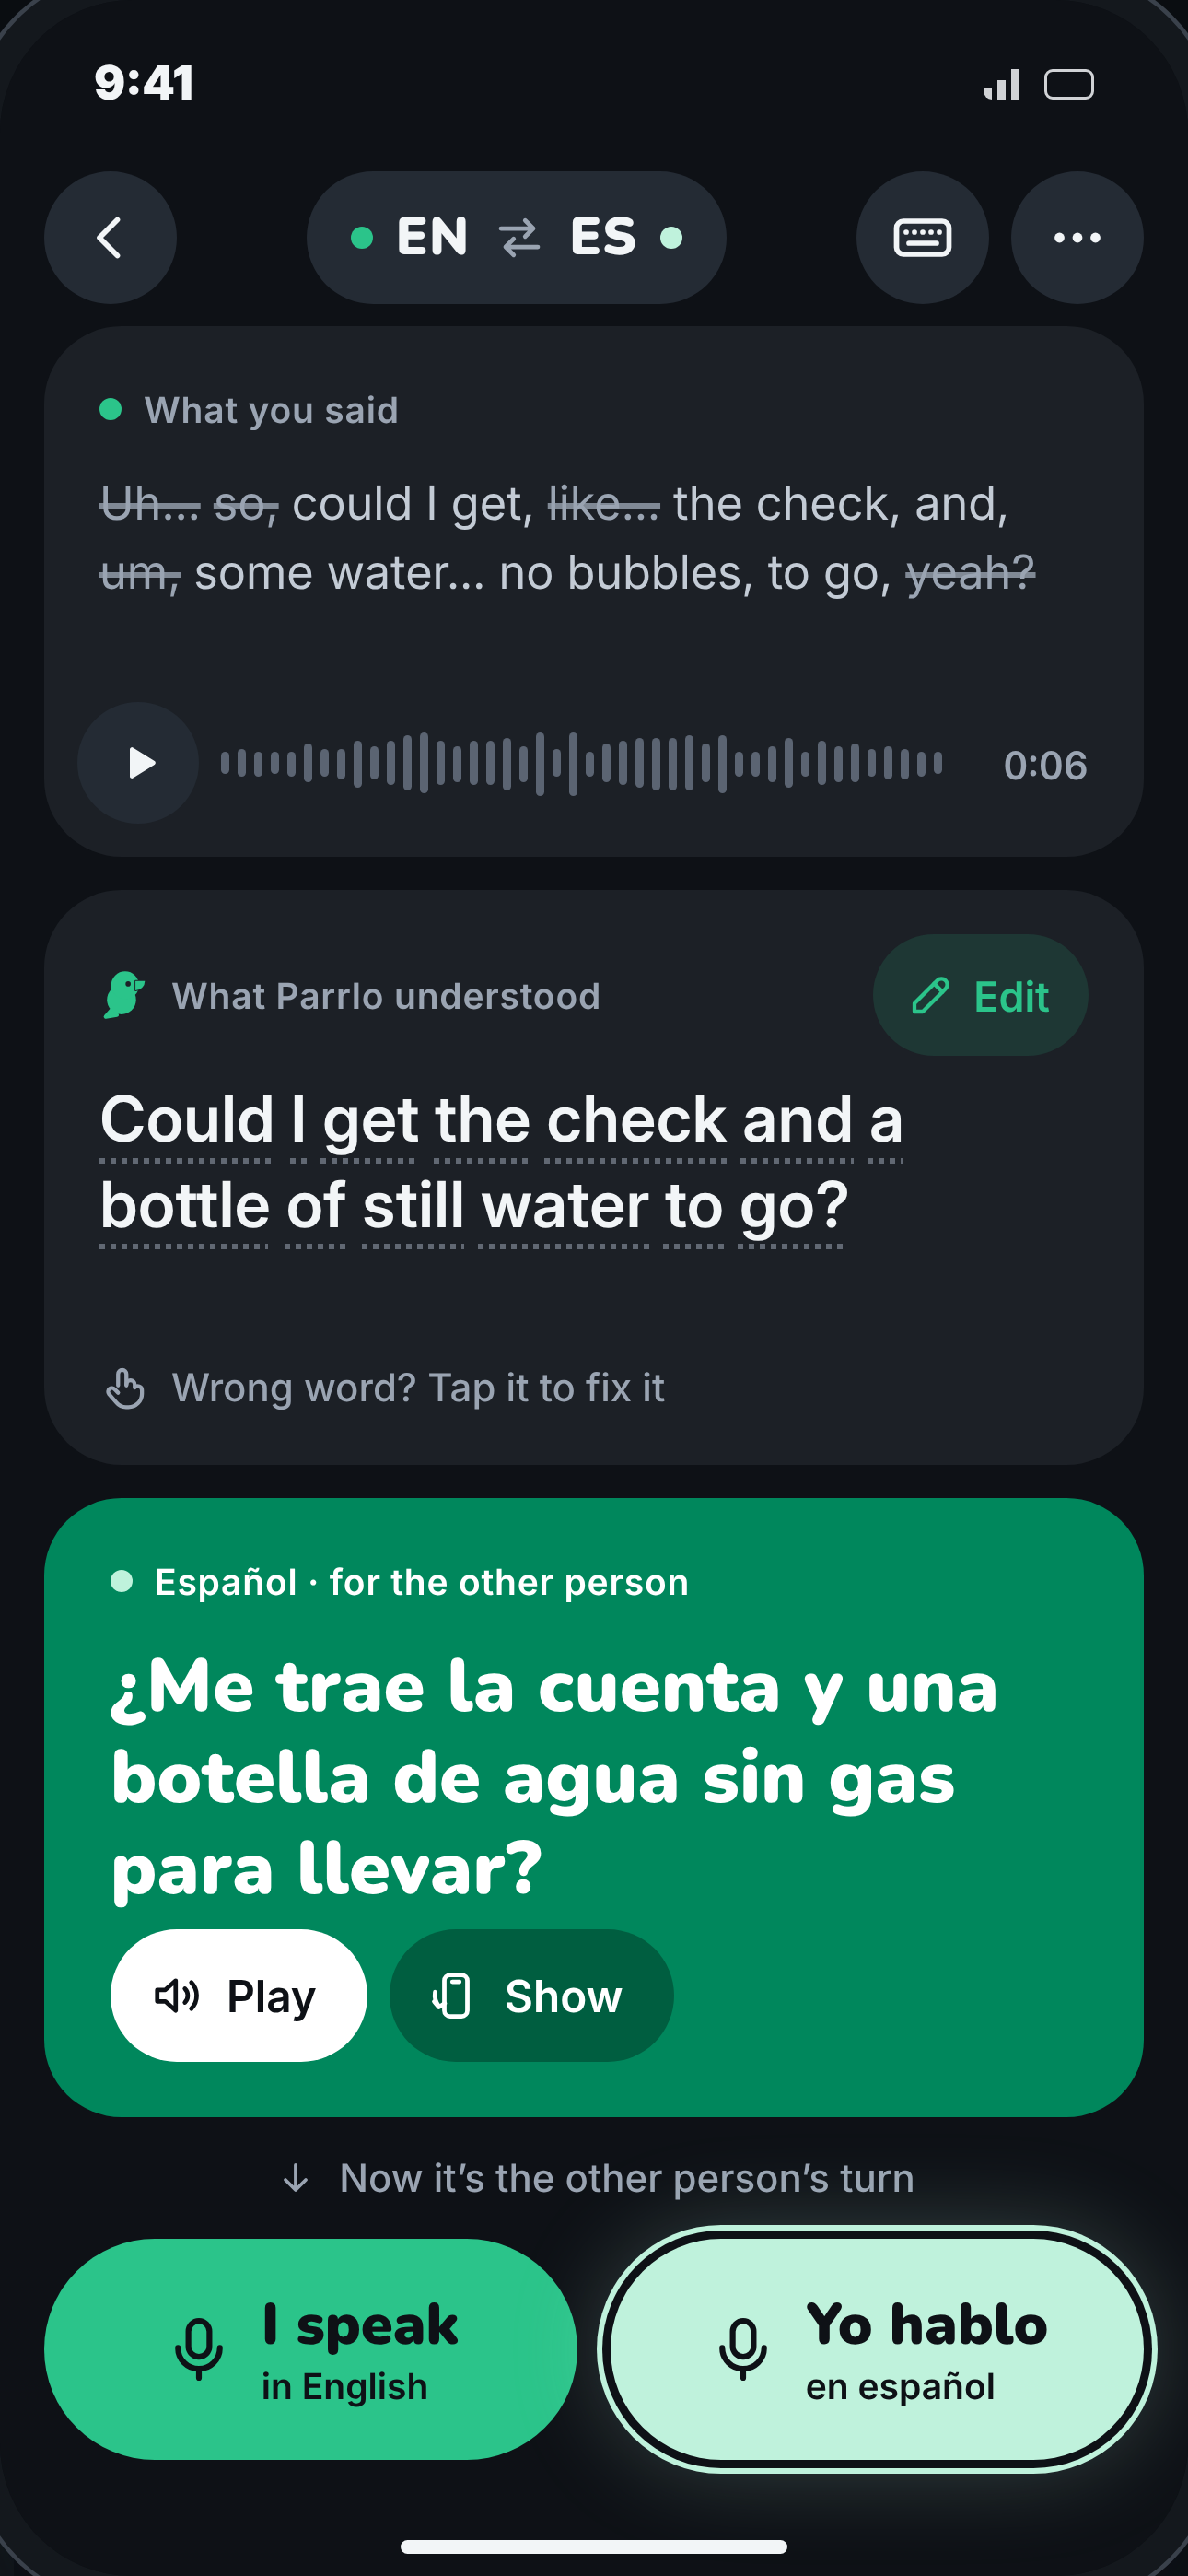 9:41
EN ES
What you said
Uh... so, could I get, like... the check, and,
um, some water... no bubbles, to go, yeah?
0:06
What Parrlo understood
Edit
Could I get the check and a
bottle of still water to go?
Wrong word? Tap it to fix it
Español · for the other person
¿Me trae la cuenta y una
botella de agua sin gas
para llevar?
Play
Show
Now it’s the other person’s turn
I speak
in English
Yo hablo
en español